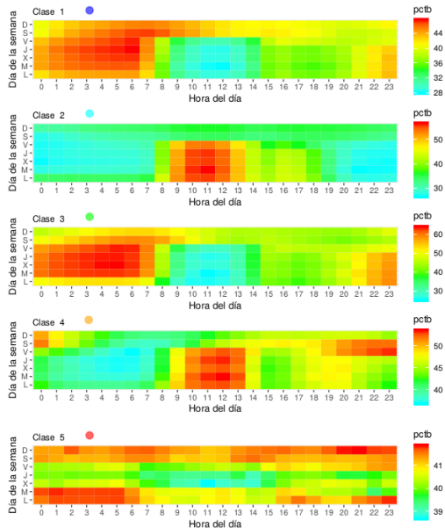 Clase 1
pctb
Día de la semana
D
S
V
J
X
M
L
0 1 2 3 4 5 6 7 8 9 10 11 12 13 14 15 16 17 18 19 20 21 22 23
Hora del día
44
40
36
32
28
Clase 2
pctb
Día de la semana
D
S
V
J
X
M
L
0 1 2 3 4 5 6 7 8 9 10 11 12 13 14 15 16 17 18 19 20 21 22 23
Hora del día
50
40
30
Clase 3
pctb
Día de la semana
D
S
V
J
X
M
L
0 1 2 3 4 5 6 7 8 9 10 11 12 13 14 15 16 17 18 19 20 21 22 23
Hora del día
60
50
40
30
Clase 4
pctb
Día de la semana
D
S
V
J
X
M
L
0 1 2 3 4 5 6 7 8 9 10 11 12 13 14 15 16 17 18 19 20 21 22 23
Hora del día
50
45
40
Clase 5
pctb
Día de la semana
D
S
V
J
X
M
L
0 1 2 3 4 5 6 7 8 9 10 11 12 13 14 15 16 17 18 19 20 21 22 23
Hora del día
41
40